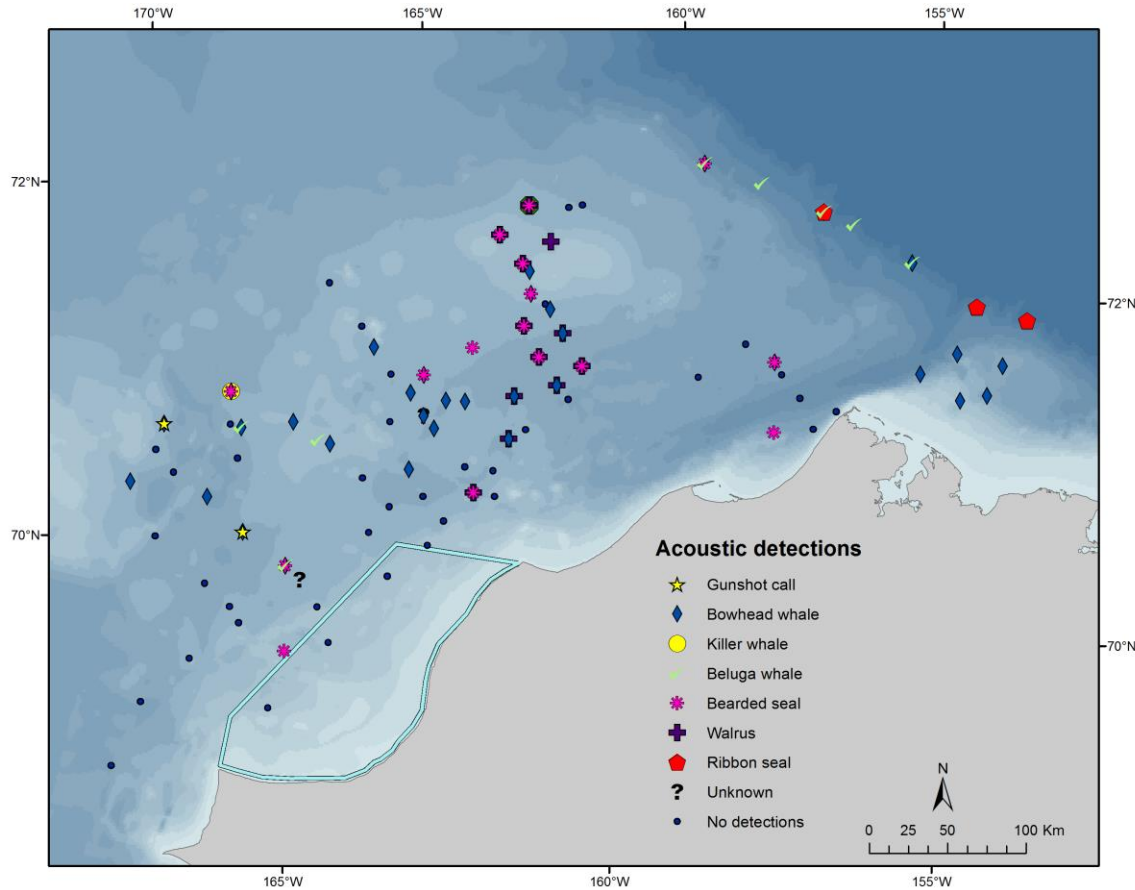 170°W 165°W 160°W 155°W
72°N
72°N
70°N
70°N
?
?
Acoustic detections
Gunshot call
Bowhead whale
Killer whale
Beluga whale
Bearded seal
Walrus
Ribbon seal
? Unknown
No detections
N
0 25 50 100 Km
165°W 160°W 155°W